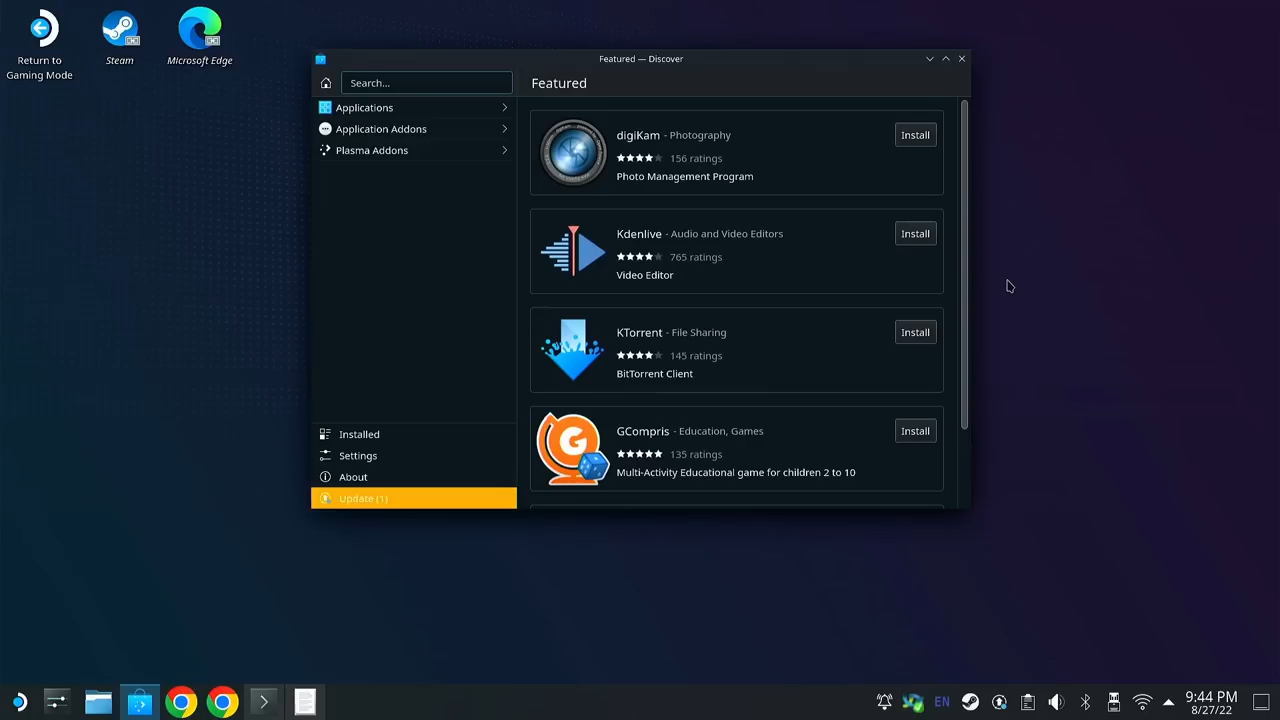 Return to
Gaming Mode
Steam
Microsoft Edge
Featured — Discover
Search...
Featured
Applications
Application Addons
Plasma Addons
digiKam - Photography
156 ratings
Photo Management Program
Install
Kdenlive - Audio and Video Editors
765 ratings
Video Editor
Install
KTorrent - File Sharing
145 ratings
BitTorrent Client
Install
G
GCompris - Education, Games
135 ratings
Multi-Activity Educational game for children 2 to 10
Install
Installed
Settings
About
Update (1)
EN
9:44 PM
8/27/22